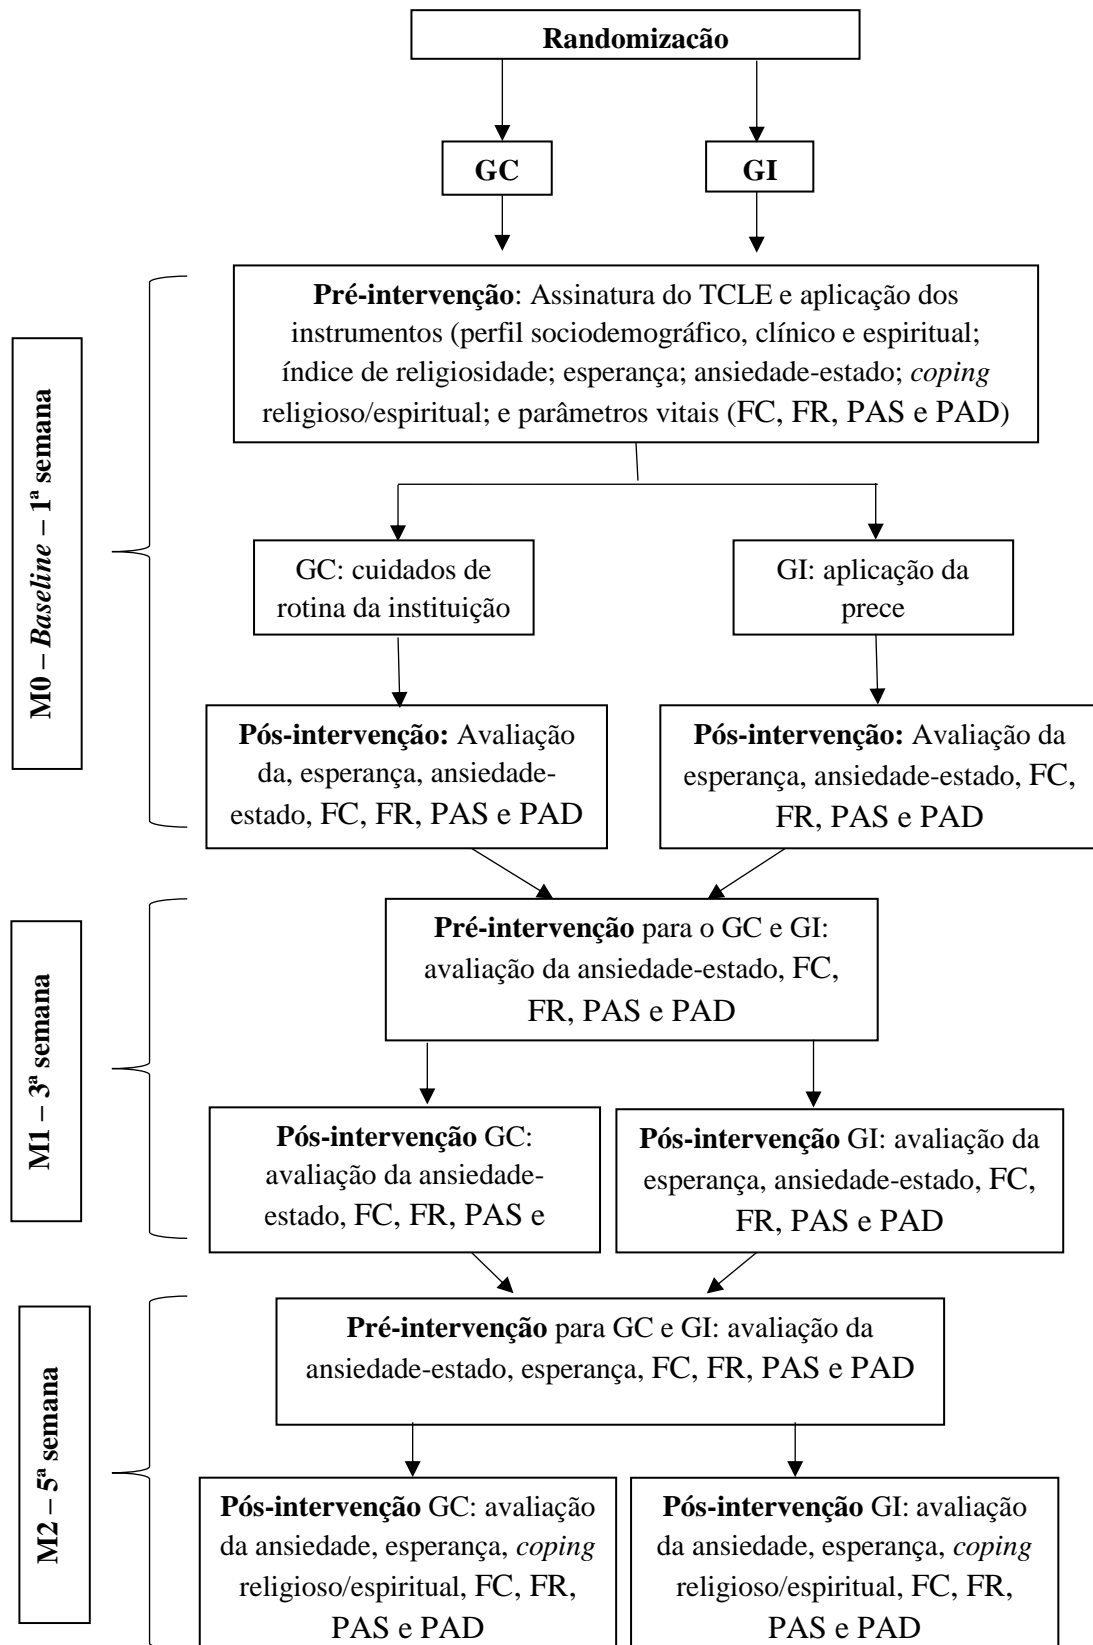 Randomizacão
GC
GI
Pré-intervenção: Assinatura do TCLE e aplicação dos
instrumentos (perfil sociodemográfico, clínico e espiritual;
índice de religiosidade; esperança; ansiedade-estado; coping
religioso/espiritual; e parâmetros vitais (FC, FR, PAS e PAD)
M0 – Baseline – 1ª semana
GC: cuidados de
rotina da instituição
GI: aplicação da
prece
Pós-intervenção: Avaliação
da, esperança, ansiedade-
estado, FC, FR, PAS e PAD
Pós-intervenção: Avaliação da
esperança, ansiedade-estado, FC,
FR, PAS e PAD
M1 – 3ª semana
Pré-intervenção para o GC e GI:
avaliação da ansiedade-estado, FC,
FR, PAS e PAD
Pós-intervenção GC:
avaliação da ansiedade-
estado, FC, FR, PAS e
Pós-intervenção GI: avaliação da
esperança, ansiedade-estado, FC,
FR, PAS e PAD
M2 – 5ª semana
Pré-intervenção para GC e GI: avaliação da
ansiedade-estado, esperança, FC, FR, PAS e PAD
Pós-intervenção GC: avaliação
da ansiedade, esperança, coping
religioso/espiritual, FC, FR,
PAS e PAD
Pós-intervenção GI: avaliação
da ansiedade, esperança, coping
religioso/espiritual, FC, FR,
PAS e PAD